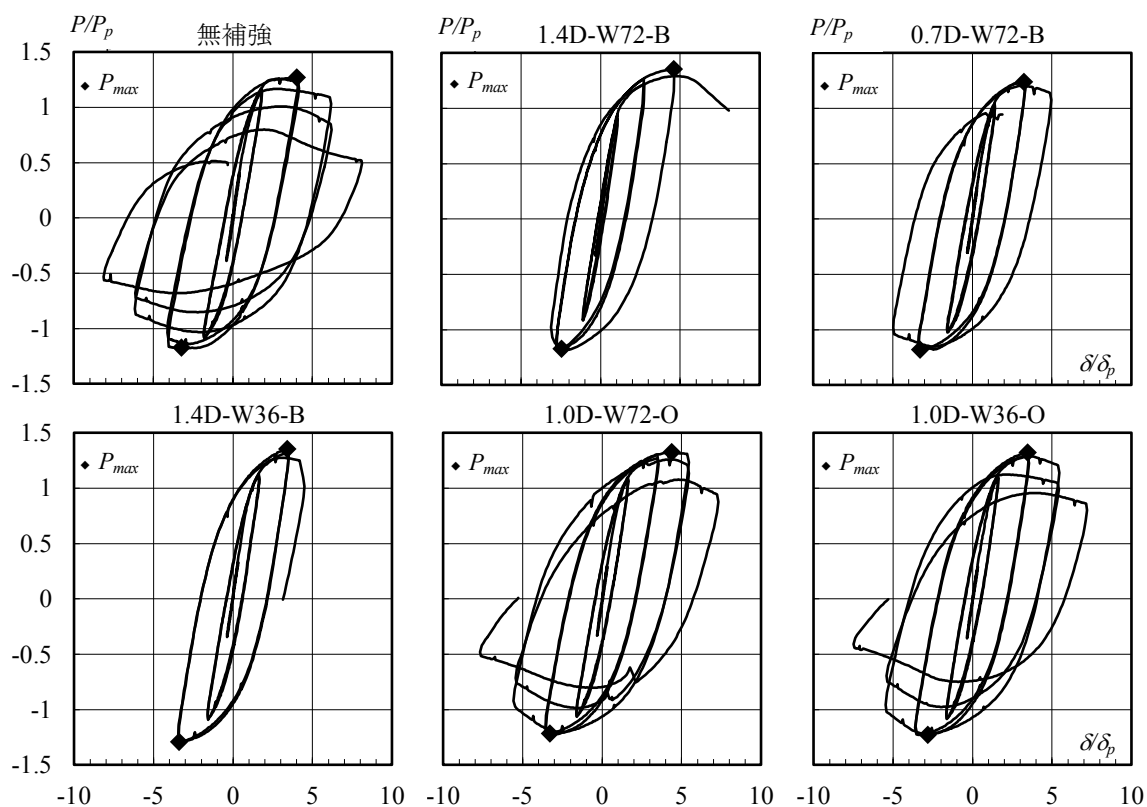 P/Pp 無補強 P/Pp 1.4D-W72-B P/Pp 0.7D-W72-B
1.5
◆ Pmax ◆ Pmax ◆ Pmax
1
0.5
0
-0.5
-1
δ/δp
-1.5
1.4D-W36-B 1.0D-W72-O 1.0D-W36-O
1.5
◆ Pmax ◆ Pmax ◆ Pmax
1
0.5
0
-0.5
-1
δ/δp
-1.5
-10 -5 0 5 10 -10 -5 0 5 10 -10 -5 0 5 10